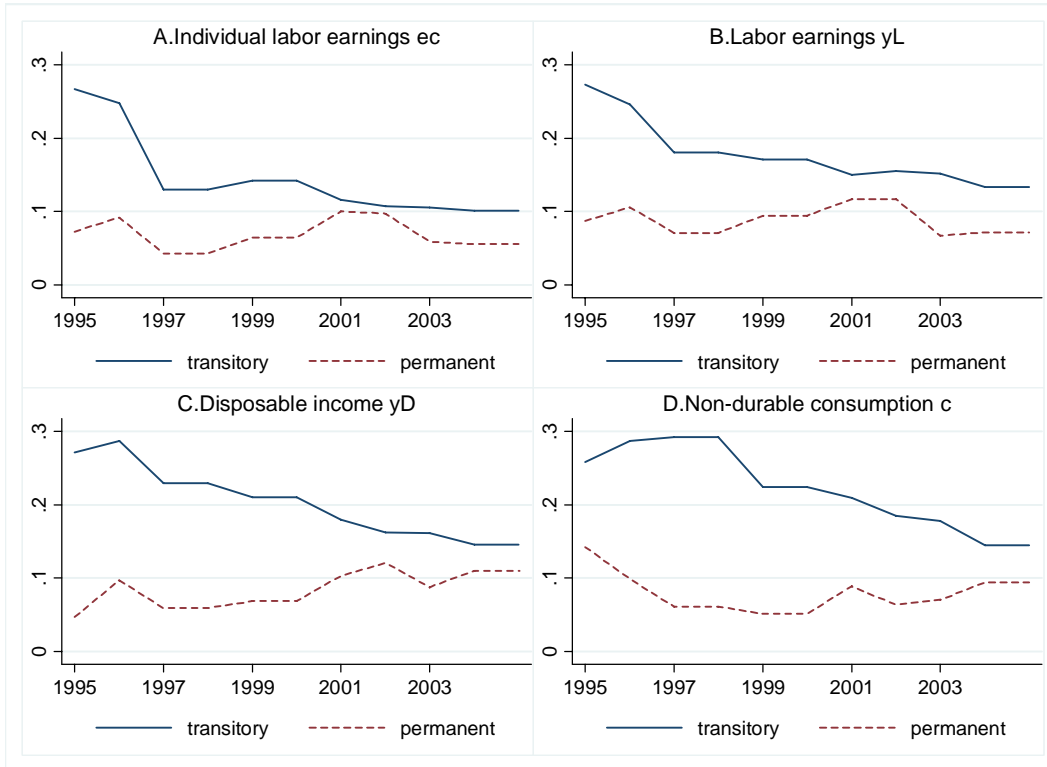 A.Individual labor earnings ec
.3
.2
.1
0
1995 1997 1999 2001 2003
transitory permanent
B.Labor earnings yL
.3
.2
.1
0
1995 1997 1999 2001 2003
transitory permanent
C.Disposable income yD
.3
.2
.1
0
1995 1997 1999 2001 2003
transitory permanent
D.Non-durable consumption c
.3
.2
.1
0
1995 1997 1999 2001 2003
transitory permanent